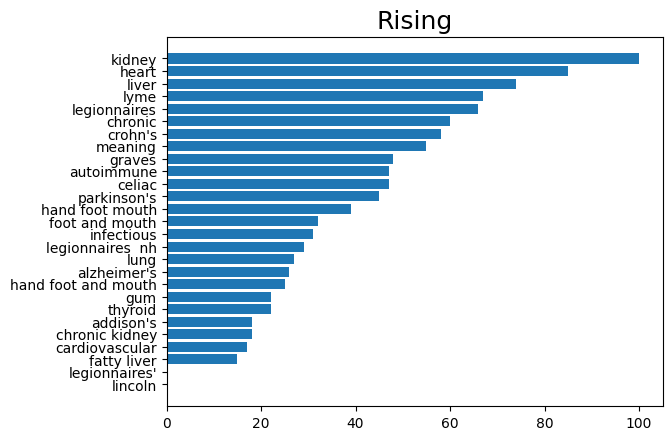 Rising
kidney
heart
liver
lyme
legionnaires
chronic
crohn's
meaning
graves
autoimmune
celiac
parkinson's
hand foot mouth
foot and mouth
infectious
legionnaires  nh
lung
alzheimer's
hand foot and mouth
gum
thyroid
addison's
chronic kidney
cardiovascular
fatty liver
legionnaires'
lincoln
0 20 40 60 80 100